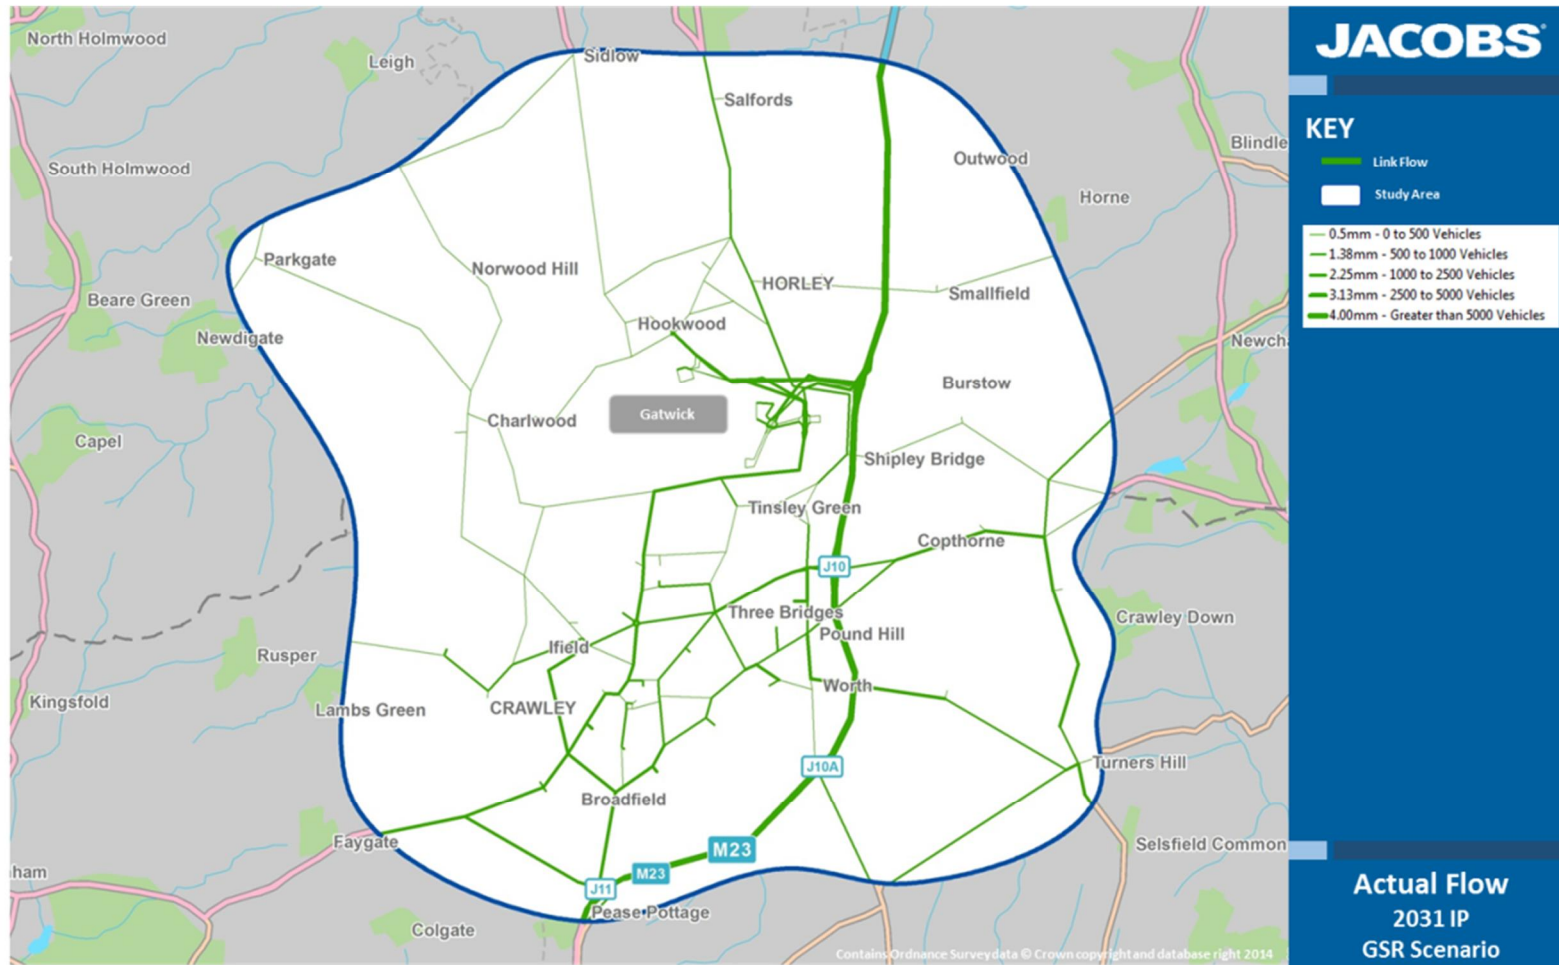 North Holmwood
Leigh
Sidlow
Salfords
South Holmwood
Outwood
Blindle
Horne
Parkgate
Norwood Hill
HORLEY
Beare Green
Smallfield
Hookwood
Newdigate
Newcha
Burstow
Gatwick
Charlwood
Capel
Shipley Bridge
Tinsley Green
Copthorne
J10
Three Bridges
Crawley Down
Pound Hill
Ifield
Rusper
Worth
Kingsfold
Lambs Green
CRAWLEY
J10A
Turners Hill
Broadfield
Faygate
M23
Selsfield Common
M23
ham
J11
Pease Pottage
Colgate
Contains Ordnance Survey data © Crown copyright and database right 2014
JACOBS
KEY
Link Flow
Study Area
0.5mm - 0 to 500 Vehicles
1.38mm - 500 to 1000 Vehicles
2.25mm - 1000 to 2500 Vehicles
3.13mm - 2500 to 5000 Vehicles
4.00mm - Greater than 5000 Vehicles
Actual Flow
2031 IP
GSR Scenario